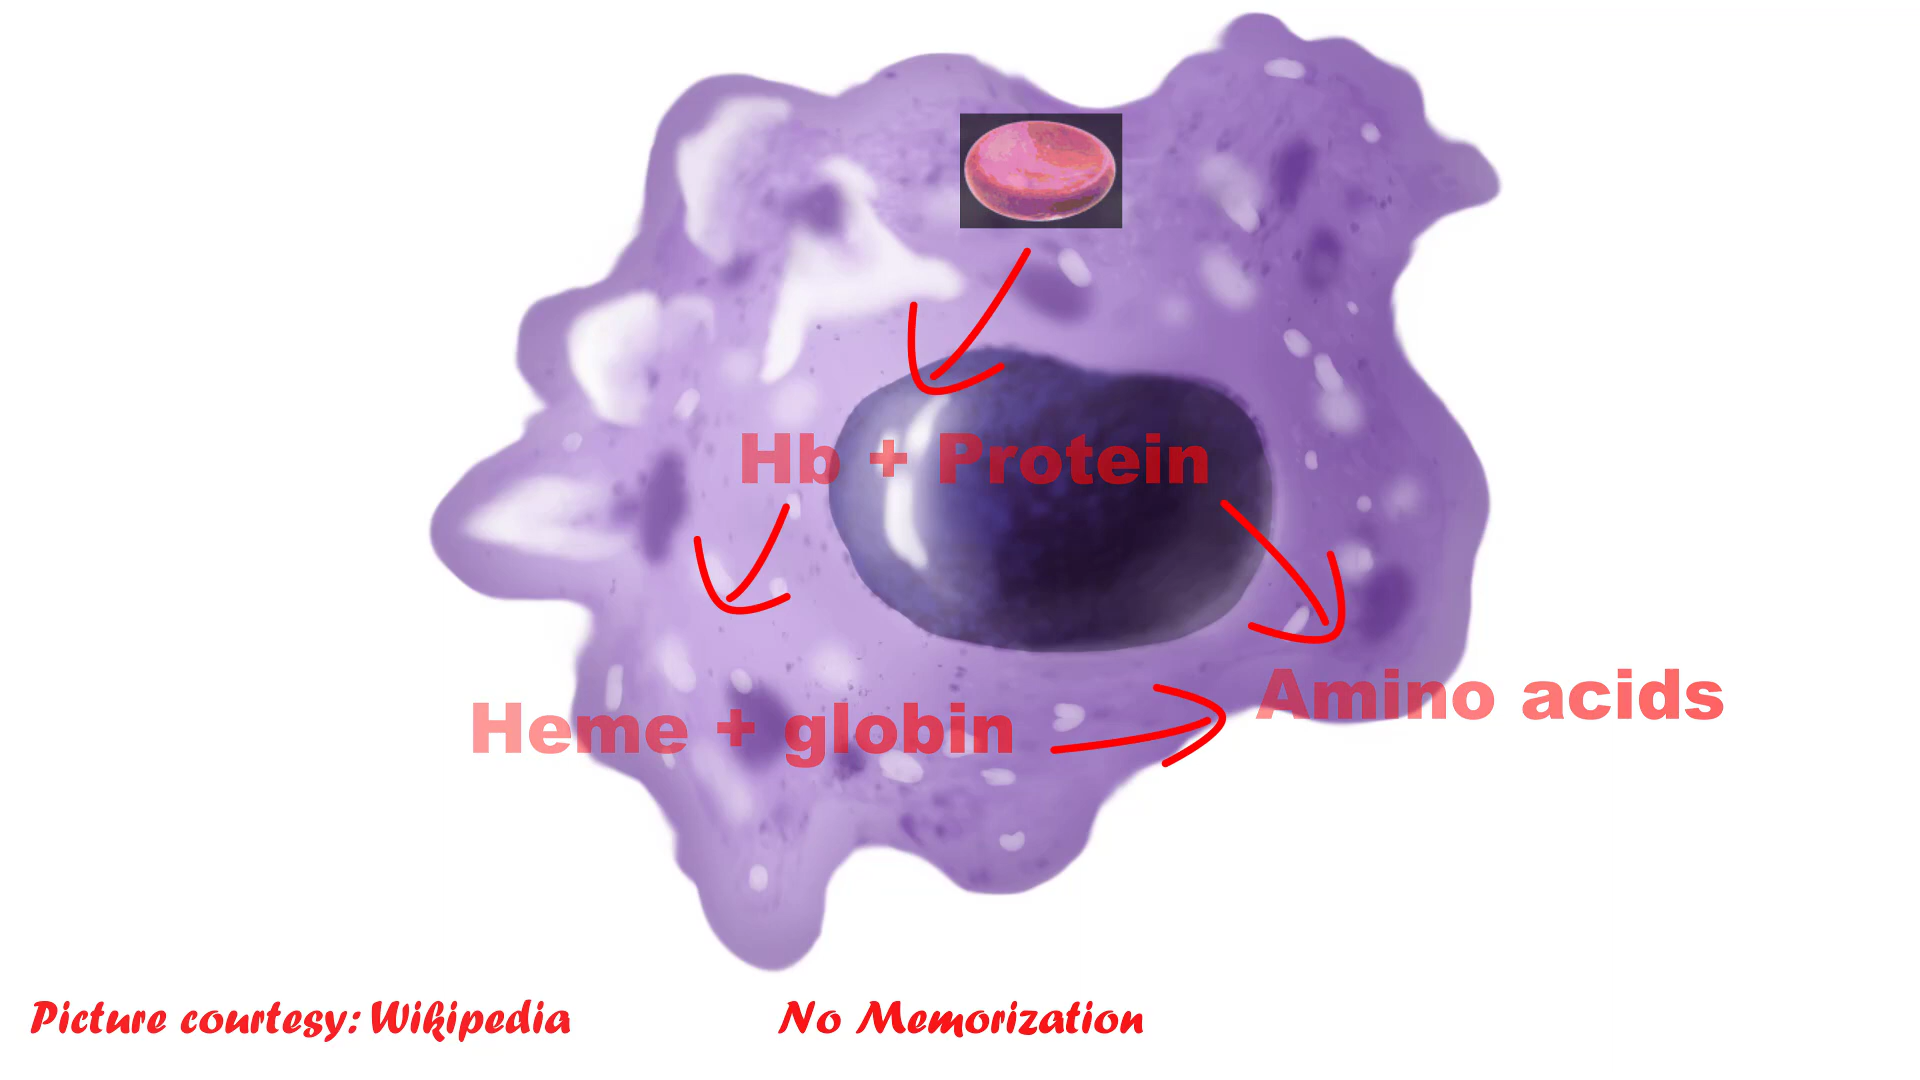 Hb + Protein
Heme + globin
Amino acids
Picture courtesy: Wikipedia
No Memorization